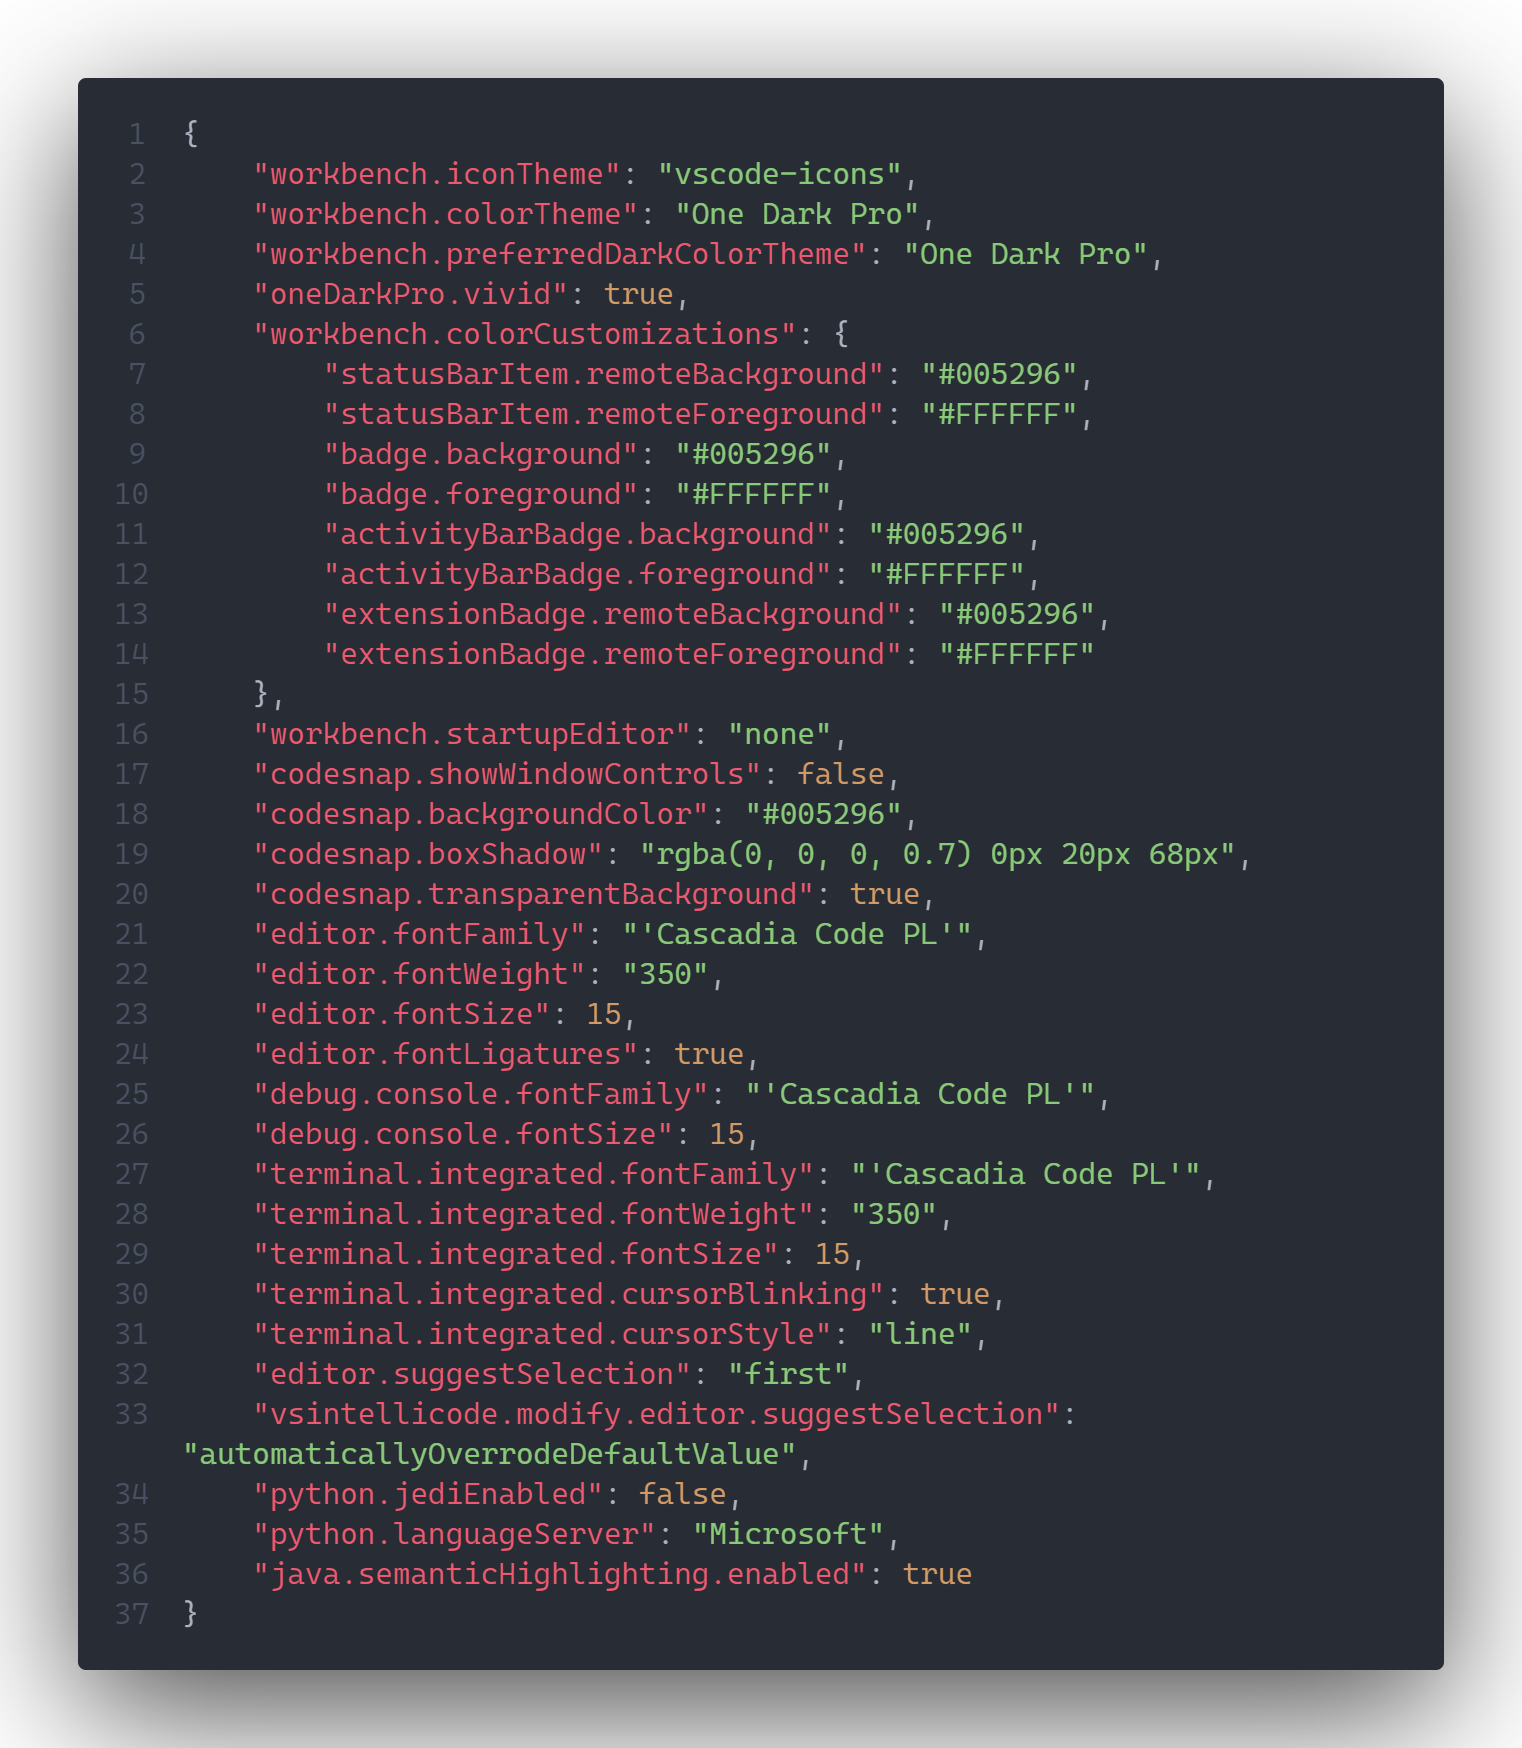 1 {
2     "workbench.iconTheme": "vscode-icons",
3     "workbench.colorTheme": "One Dark Pro",
4     "workbench.preferredDarkColorTheme": "One Dark Pro",
5     "oneDarkPro.vivid": true,
6     "workbench.colorCustomizations": {
7         "statusBarItem.remoteBackground": "#005296",
8         "statusBarItem.remoteForeground": "#FFFFFF",
9         "badge.background": "#005296",
10         "badge.foreground": "#FFFFFF",
11         "activityBarBadge.background": "#005296",
12         "activityBarBadge.foreground": "#FFFFFF",
13         "extensionBadge.remoteBackground": "#005296",
14         "extensionBadge.remoteForeground": "#FFFFFF"
15     },
16     "workbench.startupEditor": "none",
17     "codesnap.showWindowControls": false,
18     "codesnap.backgroundColor": "#005296",
19     "codesnap.boxShadow": "rgba(0, 0, 0, 0.7) 0px 20px 68px",
20     "codesnap.transparentBackground": true,
21     "editor.fontFamily": "'Cascadia Code PL'",
22     "editor.fontWeight": "350",
23     "editor.fontSize": 15,
24     "editor.fontLigatures": true,
25     "debug.console.fontFamily": "'Cascadia Code PL'",
26     "debug.console.fontSize": 15,
27     "terminal.integrated.fontFamily": "'Cascadia Code PL'",
28     "terminal.integrated.fontWeight": "350",
29     "terminal.integrated.fontSize": 15,
30     "terminal.integrated.cursorBlinking": true,
31     "terminal.integrated.cursorStyle": "line",
32     "editor.suggestSelection": "first",
33     "vsintellicode.modify.editor.suggestSelection":
"automaticallyOverrodeDefaultValue",
34     "python.jediEnabled": false,
35     "python.languageServer": "Microsoft",
36     "java.semanticHighlighting.enabled": true
37 }